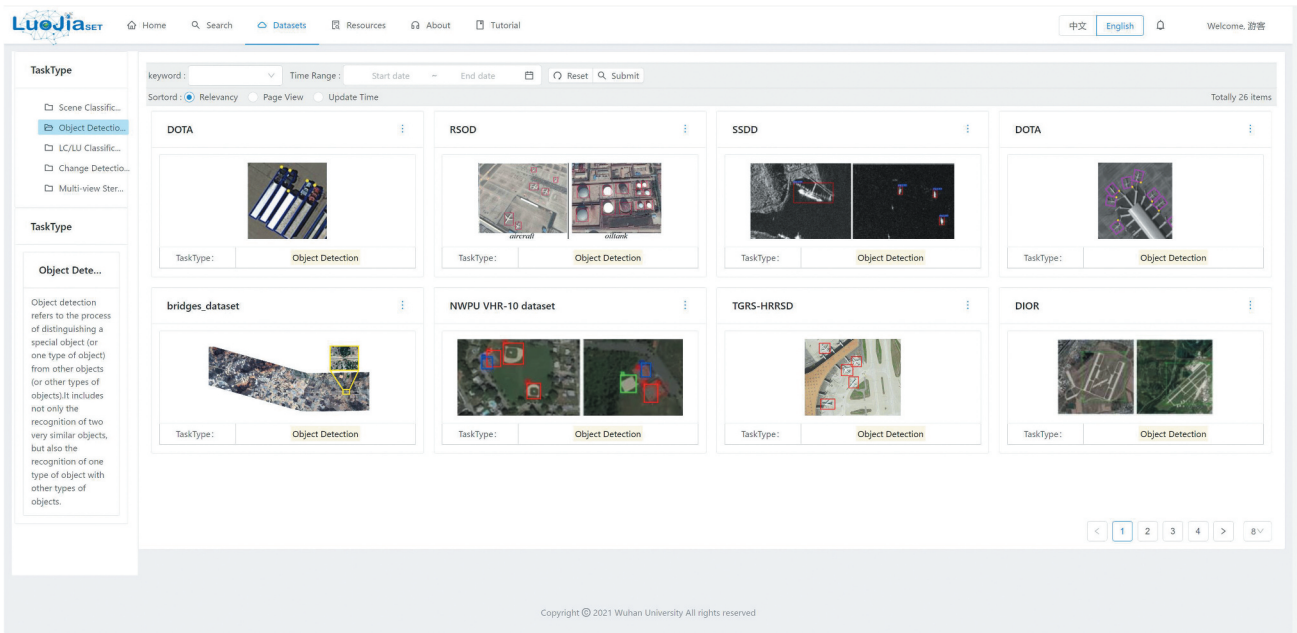 LuoJiaSET
Home Search Datasets Resources About Tutorial 中文 English Welcome, 游客
TaskType
Scene Classific...
Object Detectio...
LC/LU Classific...
Change Detectio...
Multi-view Ster...
TaskType
Object Dete...
Object detection
refers to the process
of distinguishing a
special object (or
one type of object)
from other objects
(or other types of
objects).It includes
not only the
recognition of two
very similar objects,
but also the
recognition of one
type of object with
other types of
objects.
keyword : Time Range : Start date ~ End date Reset Submit
Sortord : Relevancy Page View Update Time Totally 26 items
DOTA RSOD SSDD DOTA
aircraft oiltank
TaskType: Object Detection TaskType: Object Detection TaskType: Object Detection TaskType: Object Detection
bridges_dataset NWPU VHR-10 dataset TGRS-HRRSD DIOR
TaskType: Object Detection TaskType: Object Detection TaskType: Object Detection TaskType: Object Detection
< 1 2 3 4 > 8
Copyright © 2021 Wuhan University All rights reserved